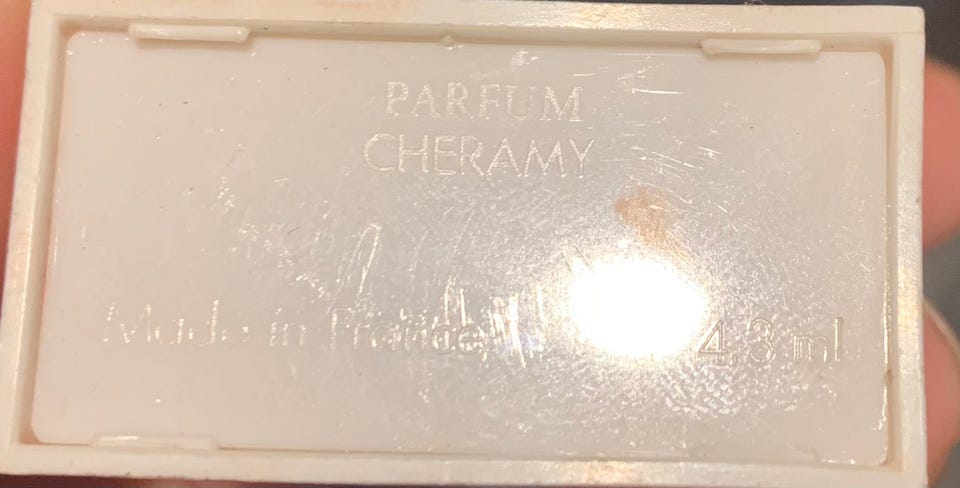 PARFUM
CHERAMY
Made in France
4,3 ml